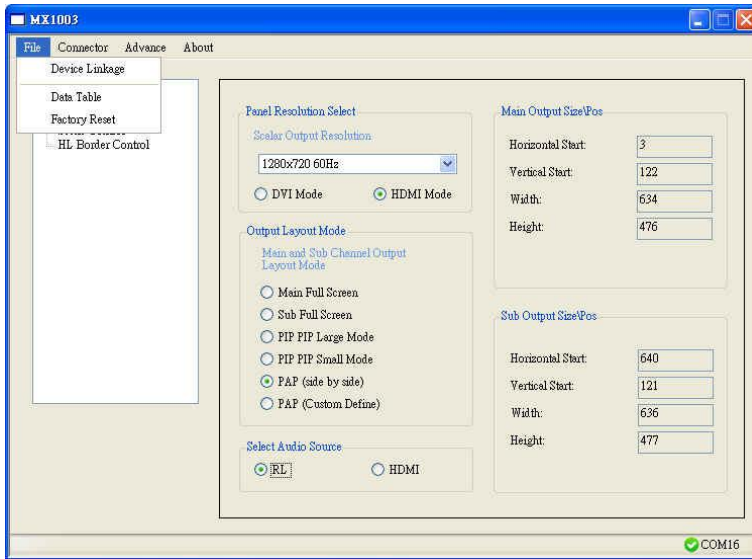 MX1003
File Connector Advance About
Device Linkage
Data Table
Factory Reset
HL Border Control
Panel Resolution Select
Scalar Output Resolution
1280x720 60Hz
DVI Mode HDMI Mode
Output Layout Mode
Main and Sub Channel Output
Layout Mode
Main Full Screen
Sub Full Screen
PIP PIP Large Mode
PIP PIP Small Mode
PAP (side by side)
PAP (Custom Define)
Select Audio Source
RL HDMI
Main Output Size\Pos
Horizontal Start: 3
Vertical Start: 122
Width: 634
Height: 476
Sub Output Size\Pos
Horizontal Start: 640
Vertical Start: 121
Width: 636
Height: 477
COM16